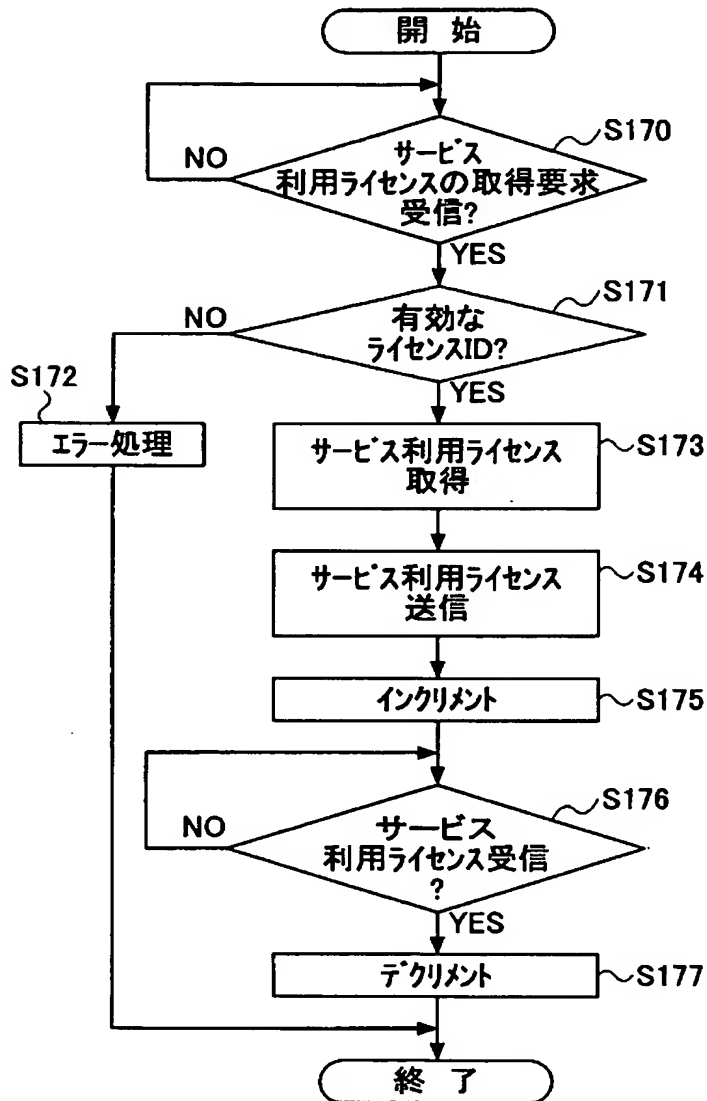 開 始
S170
NO
サービス
利用ライセンスの取得要求
受信?
YES
S171
NO
有効な
ライセンスID?
YES
S172
エラー処理
サービス利用ライセンス
取得
S173
サービス利用ライセンス
送信
S174
インクリメント
S175
S176
NO
サービス
利用ライセンス受信
?
YES
デクリメント
S177
終 了